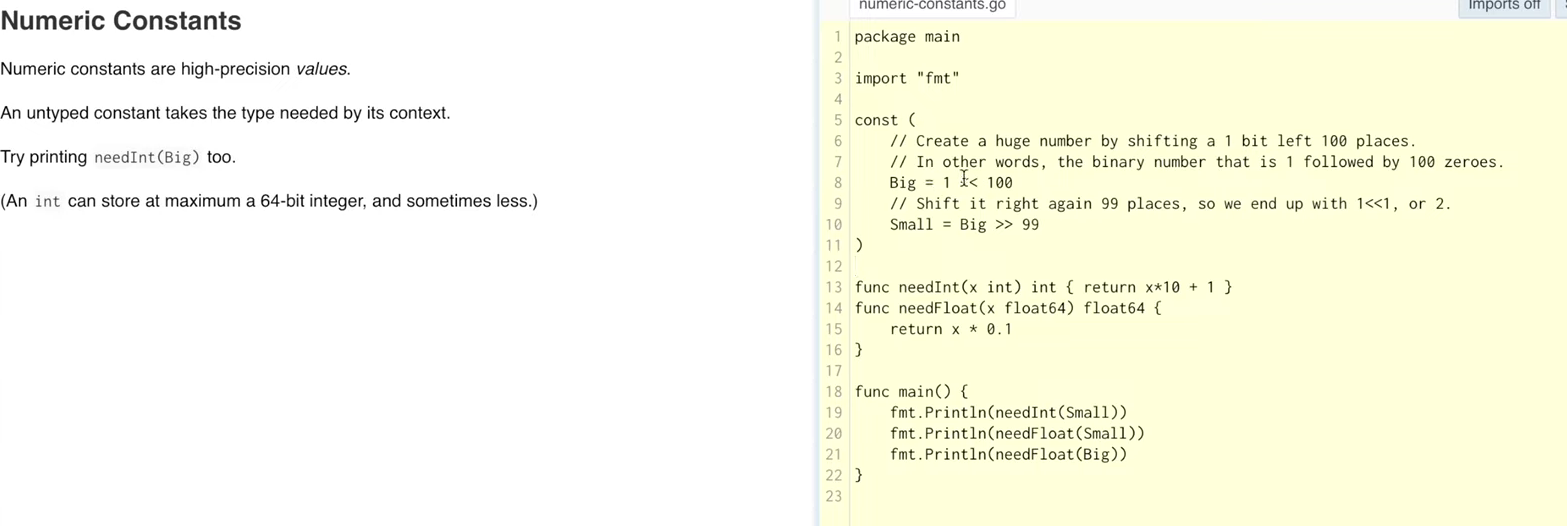 Numeric Constants
Numeric constants are high-precision values.
An untyped constant takes the type needed by its context.
Try printing needInt(Big) too.
(An int can store at maximum a 64-bit integer, and sometimes less.)
numeric-constants.go
Imports off
1 package main
2
3 import "fmt"
4
5 const (
6     // Create a huge number by shifting a 1 bit left 100 places.
7     // In other words, the binary number that is 1 followed by 100 zeroes.
8     Big = 1 << 100
9     // Shift it right again 99 places, so we end up with 1<<1, or 2.
10     Small = Big >> 99
11 )
12
13 func needInt(x int) int { return x*10 + 1 }
14 func needFloat(x float64) float64 {
15     return x * 0.1
16 }
17
18 func main() {
19     fmt.Println(needInt(Small))
20     fmt.Println(needFloat(Small))
21     fmt.Println(needFloat(Big))
22 }
23